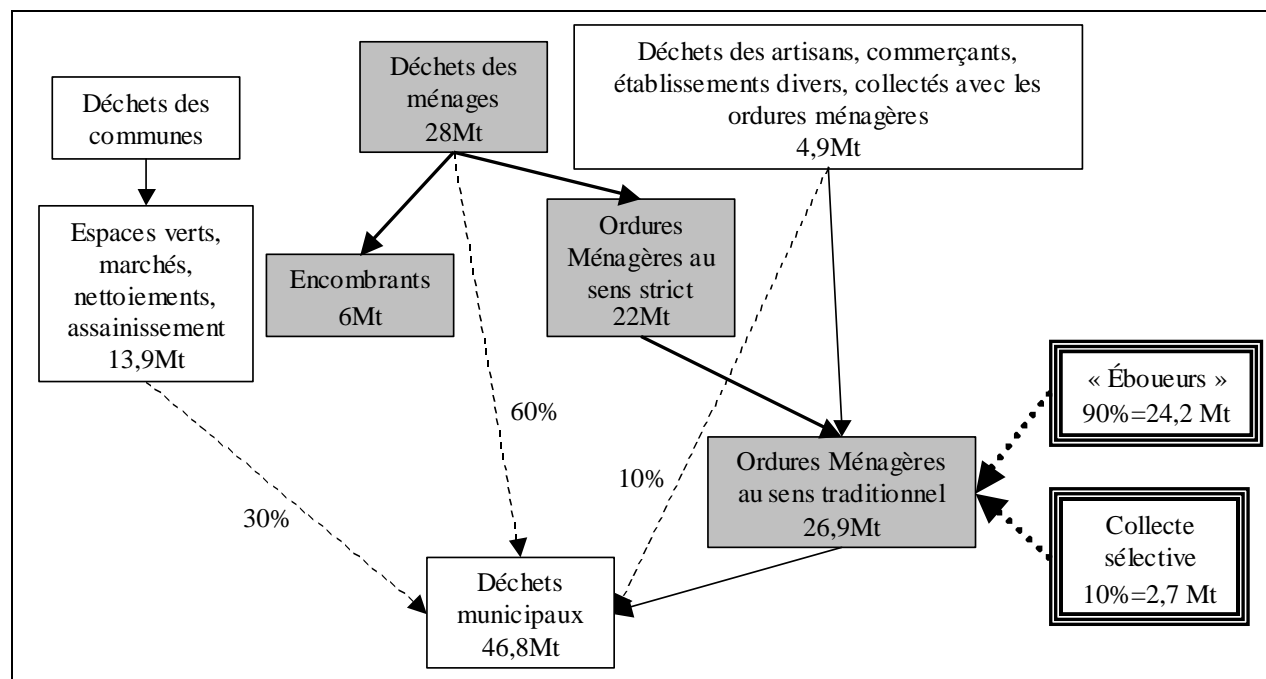 Déchets des
communes
Déchets des
ménages
28Mt
Déchets des artisans, commerçants,
établissements divers, collectés avec les
ordures ménagères
4,9Mt
Espaces verts,
marchés,
nettoiements,
assainissement
13,9Mt
Encombrants
6Mt
Ordures
Ménagères au
sens strict
22Mt
« Éboueurs »
90%=24,2 Mt
60%
10%
30%
Ordures Ménagères
au sens traditionnel
26,9Mt
Collecte
sélective
10%=2,7 Mt
Déchets
municipaux
46,8Mt